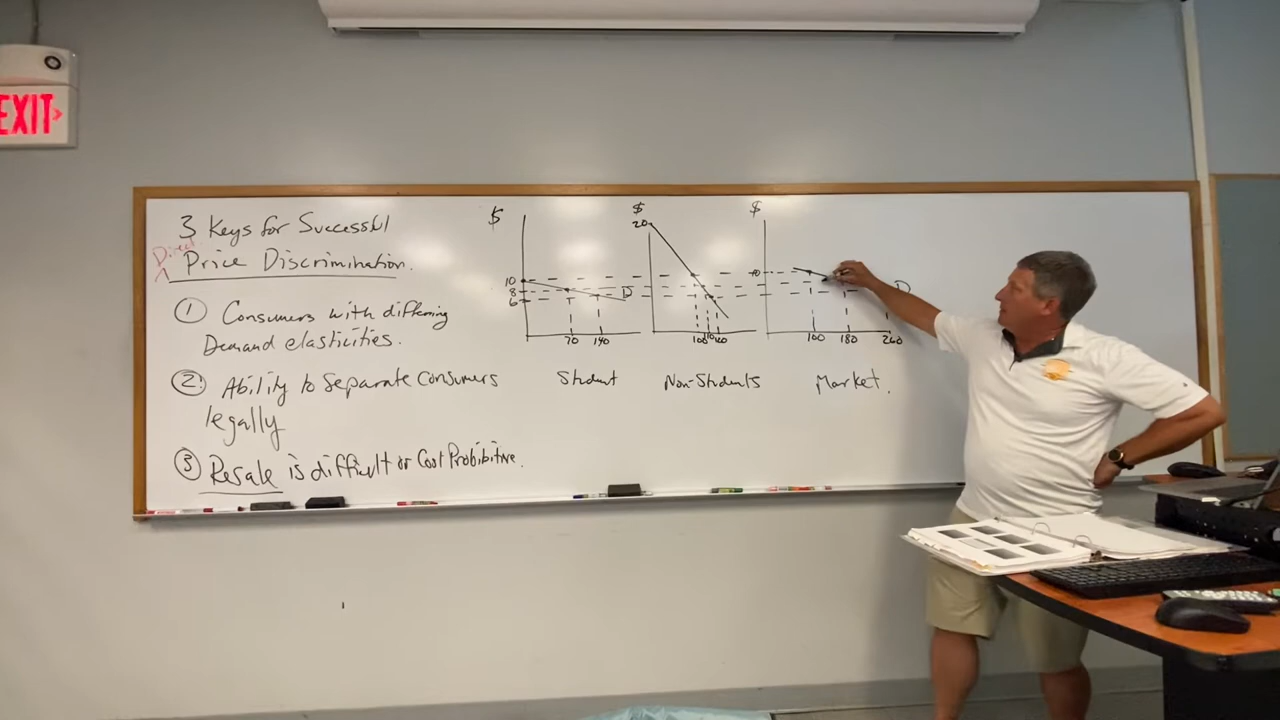 EXIT
3 Keys for Successful
Direct
Price Discrimination.
① Consumers with differing
Demand elasticities.
② Ability to Separate Consumers
legally
③ Resale is difficult or Cost Prohibitive.
$
10
8
6
D
70 140
Student
$
20
100
Non-Students
$
10
D
100 180 260
Market.